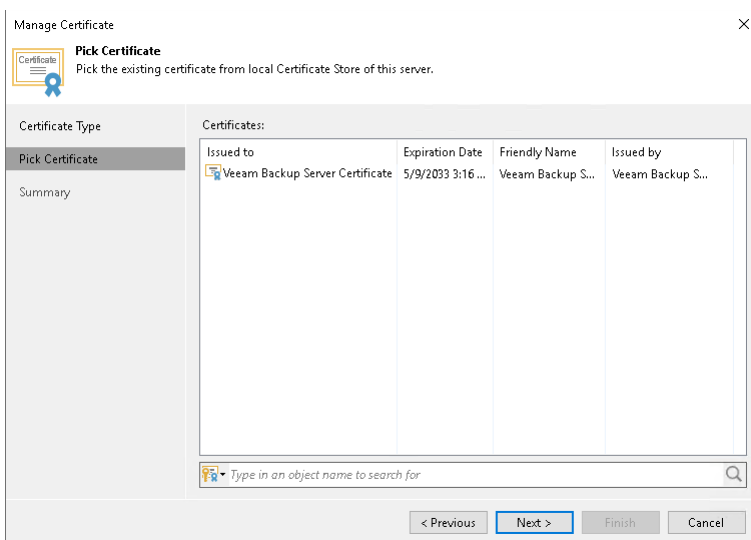 Manage Certificate
Certificate
Pick Certificate
Pick the existing certificate from local Certificate Store of this server.
Certificate Type
Pick Certificate
Summary
Certificates:
Issued to Expiration Date Friendly Name Issued by
Veeam Backup Server Certificate 5/9/2033 3:16 ... Veeam Backup S... Veeam Backup S...
Type in an object name to search for
< Previous Next > Finish Cancel